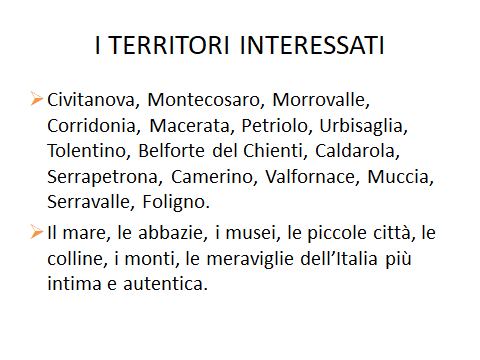 I TERRITORI INTERESSATI
Civitanova, Montecosaro, Morrovalle,
Corridonia, Macerata, Petriolo, Urbisaglia,
Tolentino, Belforte del Chienti, Caldarola,
Serrapetrona, Camerino, Valfornace, Muccia,
Serravalle, Foligno.
Il mare, le abbazie, i musei, le piccole città, le
colline, i monti, le meraviglie dell’Italia più
intima e autentica.